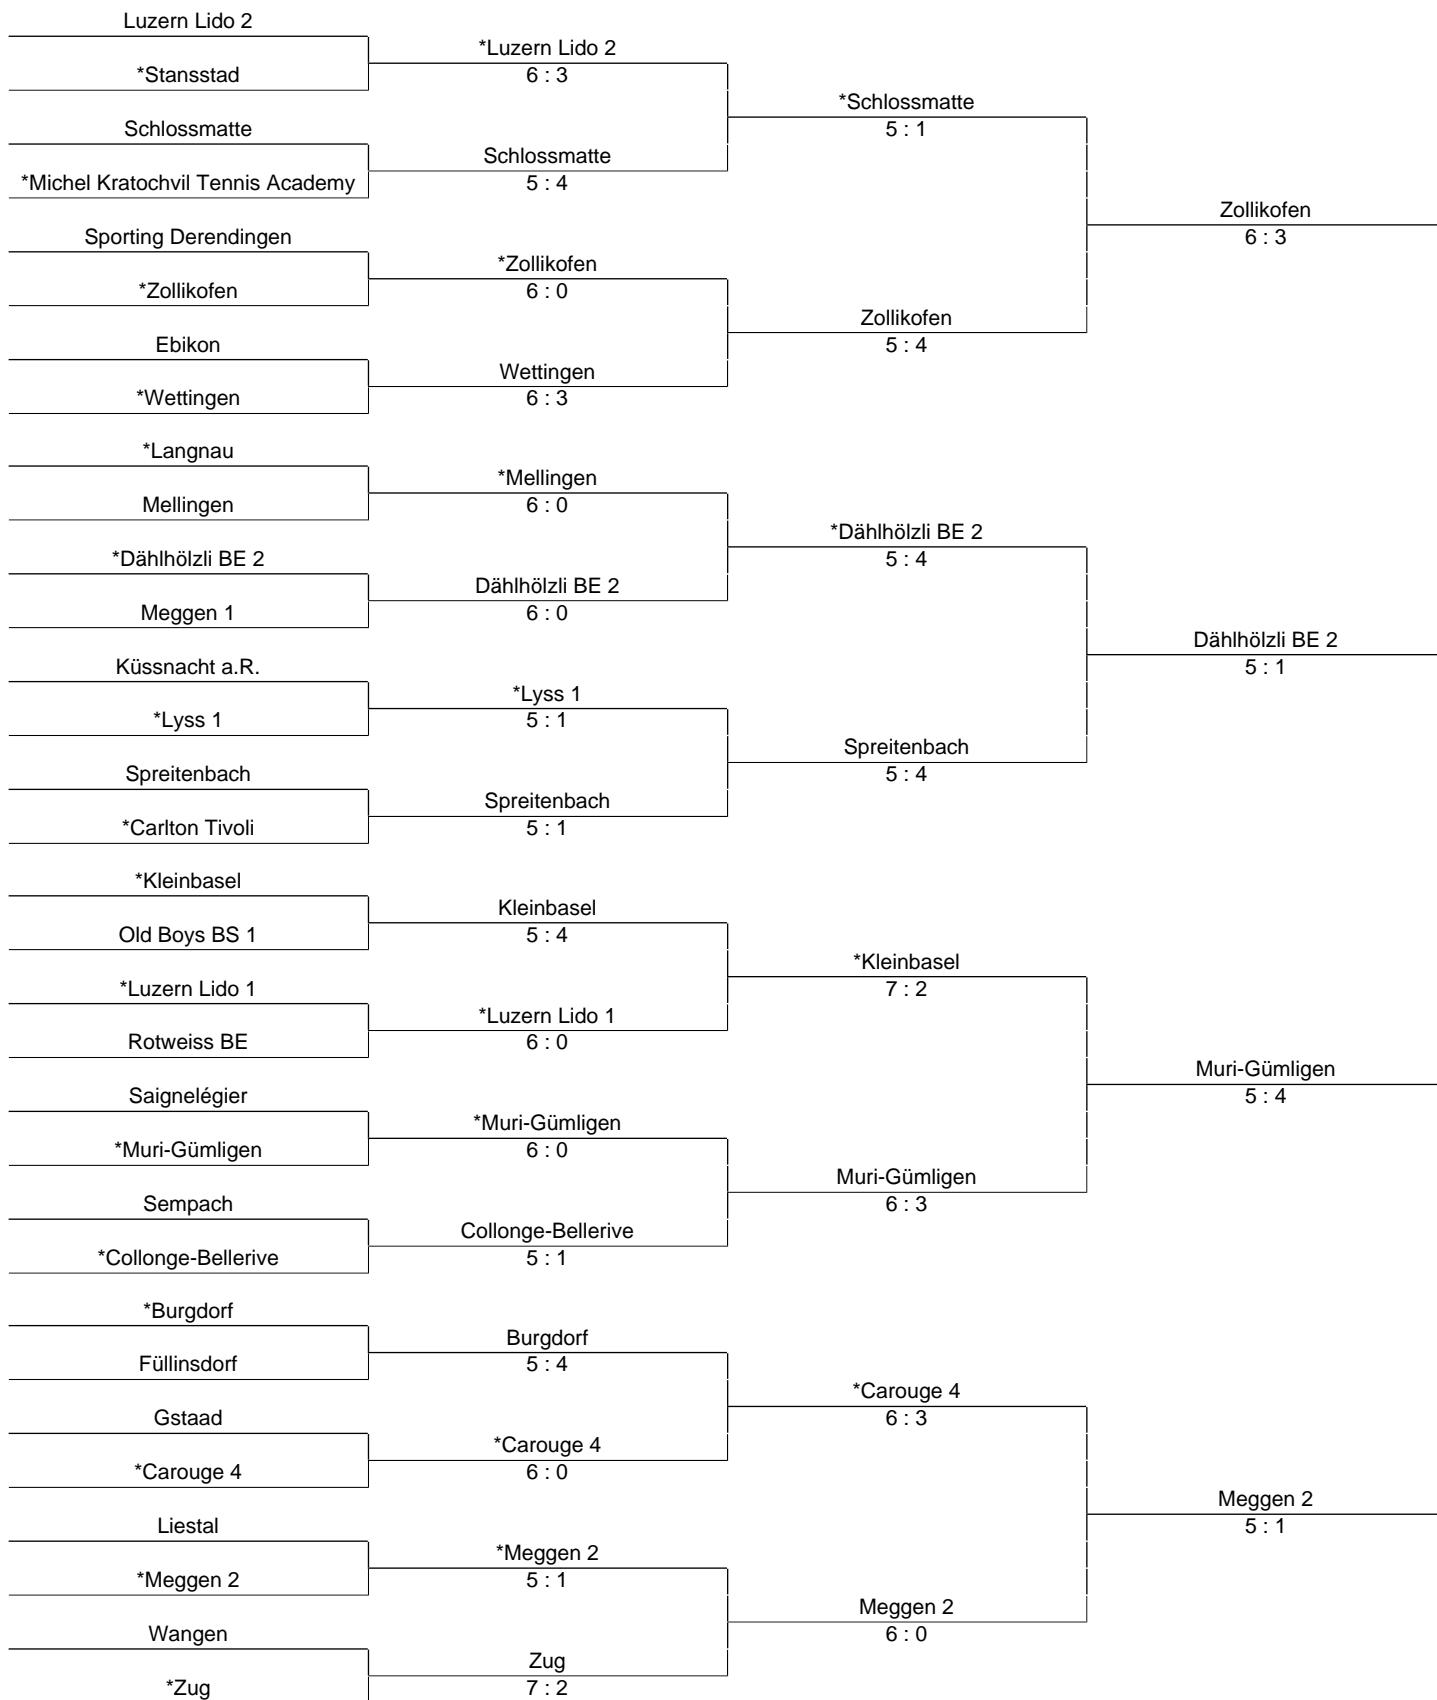 Luzern Lido 2
*Stansstad
Schlossmatte
*Michel Kratochvil Tennis Academy
Sporting Derendingen
*Zollikofen
Ebikon
*Wettingen
*Langnau
Mellingen
*Dählhölzli BE 2
Meggen 1
Küssnacht a.R.
*Lyss 1
Spreitenbach
*Carlton Tivoli
*Kleinbasel
Old Boys BS 1
*Luzern Lido 1
Rotweiss BE
Saignelégier
*Muri-Gümligen
Sempach
*Collonge-Bellerive
*Burgdorf
Füllinsdorf
Gstaad
*Carouge 4
Liestal
*Meggen 2
Wangen
*Zug
*Luzern Lido 2
6 : 3
Schlossmatte
5 : 4
*Zollikofen
6 : 0
Wettingen
6 : 3
*Mellingen
6 : 0
Dählhölzli BE 2
6 : 0
*Lyss 1
5 : 1
Spreitenbach
5 : 1
Kleinbasel
5 : 4
*Luzern Lido 1
6 : 0
*Muri-Gümligen
6 : 0
Collonge-Bellerive
5 : 1
Burgdorf
5 : 4
*Carouge 4
6 : 0
*Meggen 2
5 : 1
Zug
7 : 2
*Schlossmatte
5 : 1
Zollikofen
5 : 4
*Dählhölzli BE 2
5 : 4
Spreitenbach
5 : 4
*Kleinbasel
7 : 2
Muri-Gümligen
6 : 3
*Carouge 4
6 : 3
Meggen 2
6 : 0
Zollikofen
6 : 3
Dählhölzli BE 2
5 : 1
Muri-Gümligen
5 : 4
Meggen 2
5 : 1